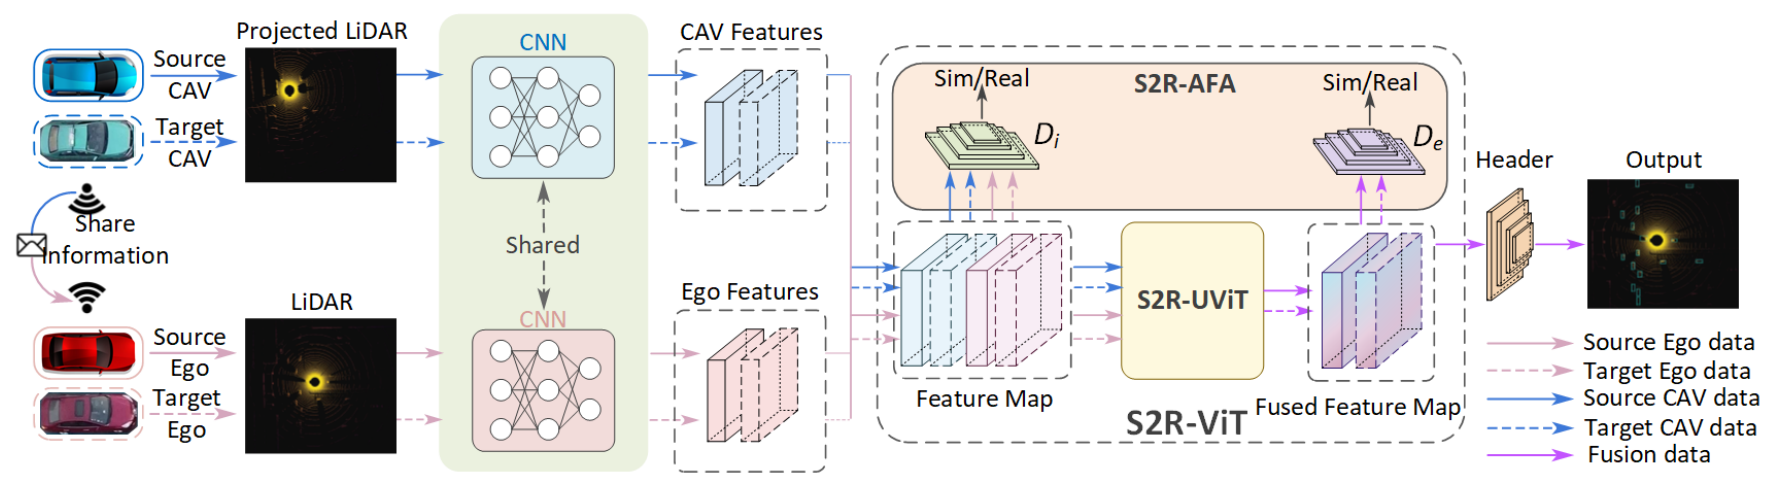 Projected LiDAR
Source
CAV
Target
CAV
Share
Information
LiDAR
Source
Ego
Target
Ego
CNN
Shared
CNN
CAV Features
Ego Features
S2R-AFA
Sim/Real
Di
Sim/Real
De
Feature Map
S2R-UViT
Fused Feature Map
S2R-ViT
Header
Output
Source Ego data
Target Ego data
Source CAV data
Target CAV data
Fusion data